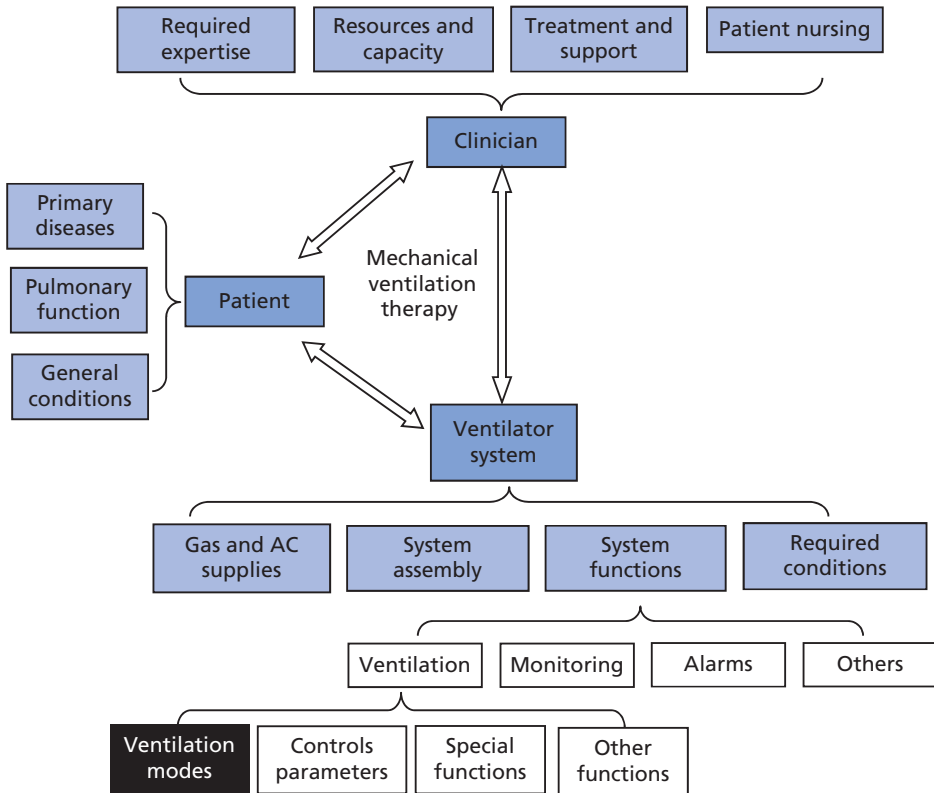 Required
expertise
Resources and
capacity
Treatment and
support
Patient nursing
Clinician
Primary
diseases
Pulmonary
function
General
conditions
Patient
Mechanical
ventilation
therapy
Ventilator
system
Gas and AC
supplies
System
assembly
System
functions
Required
conditions
Ventilation
Monitoring
Alarms
Others
Ventilation
modes
Controls
parameters
Special
functions
Other
functions